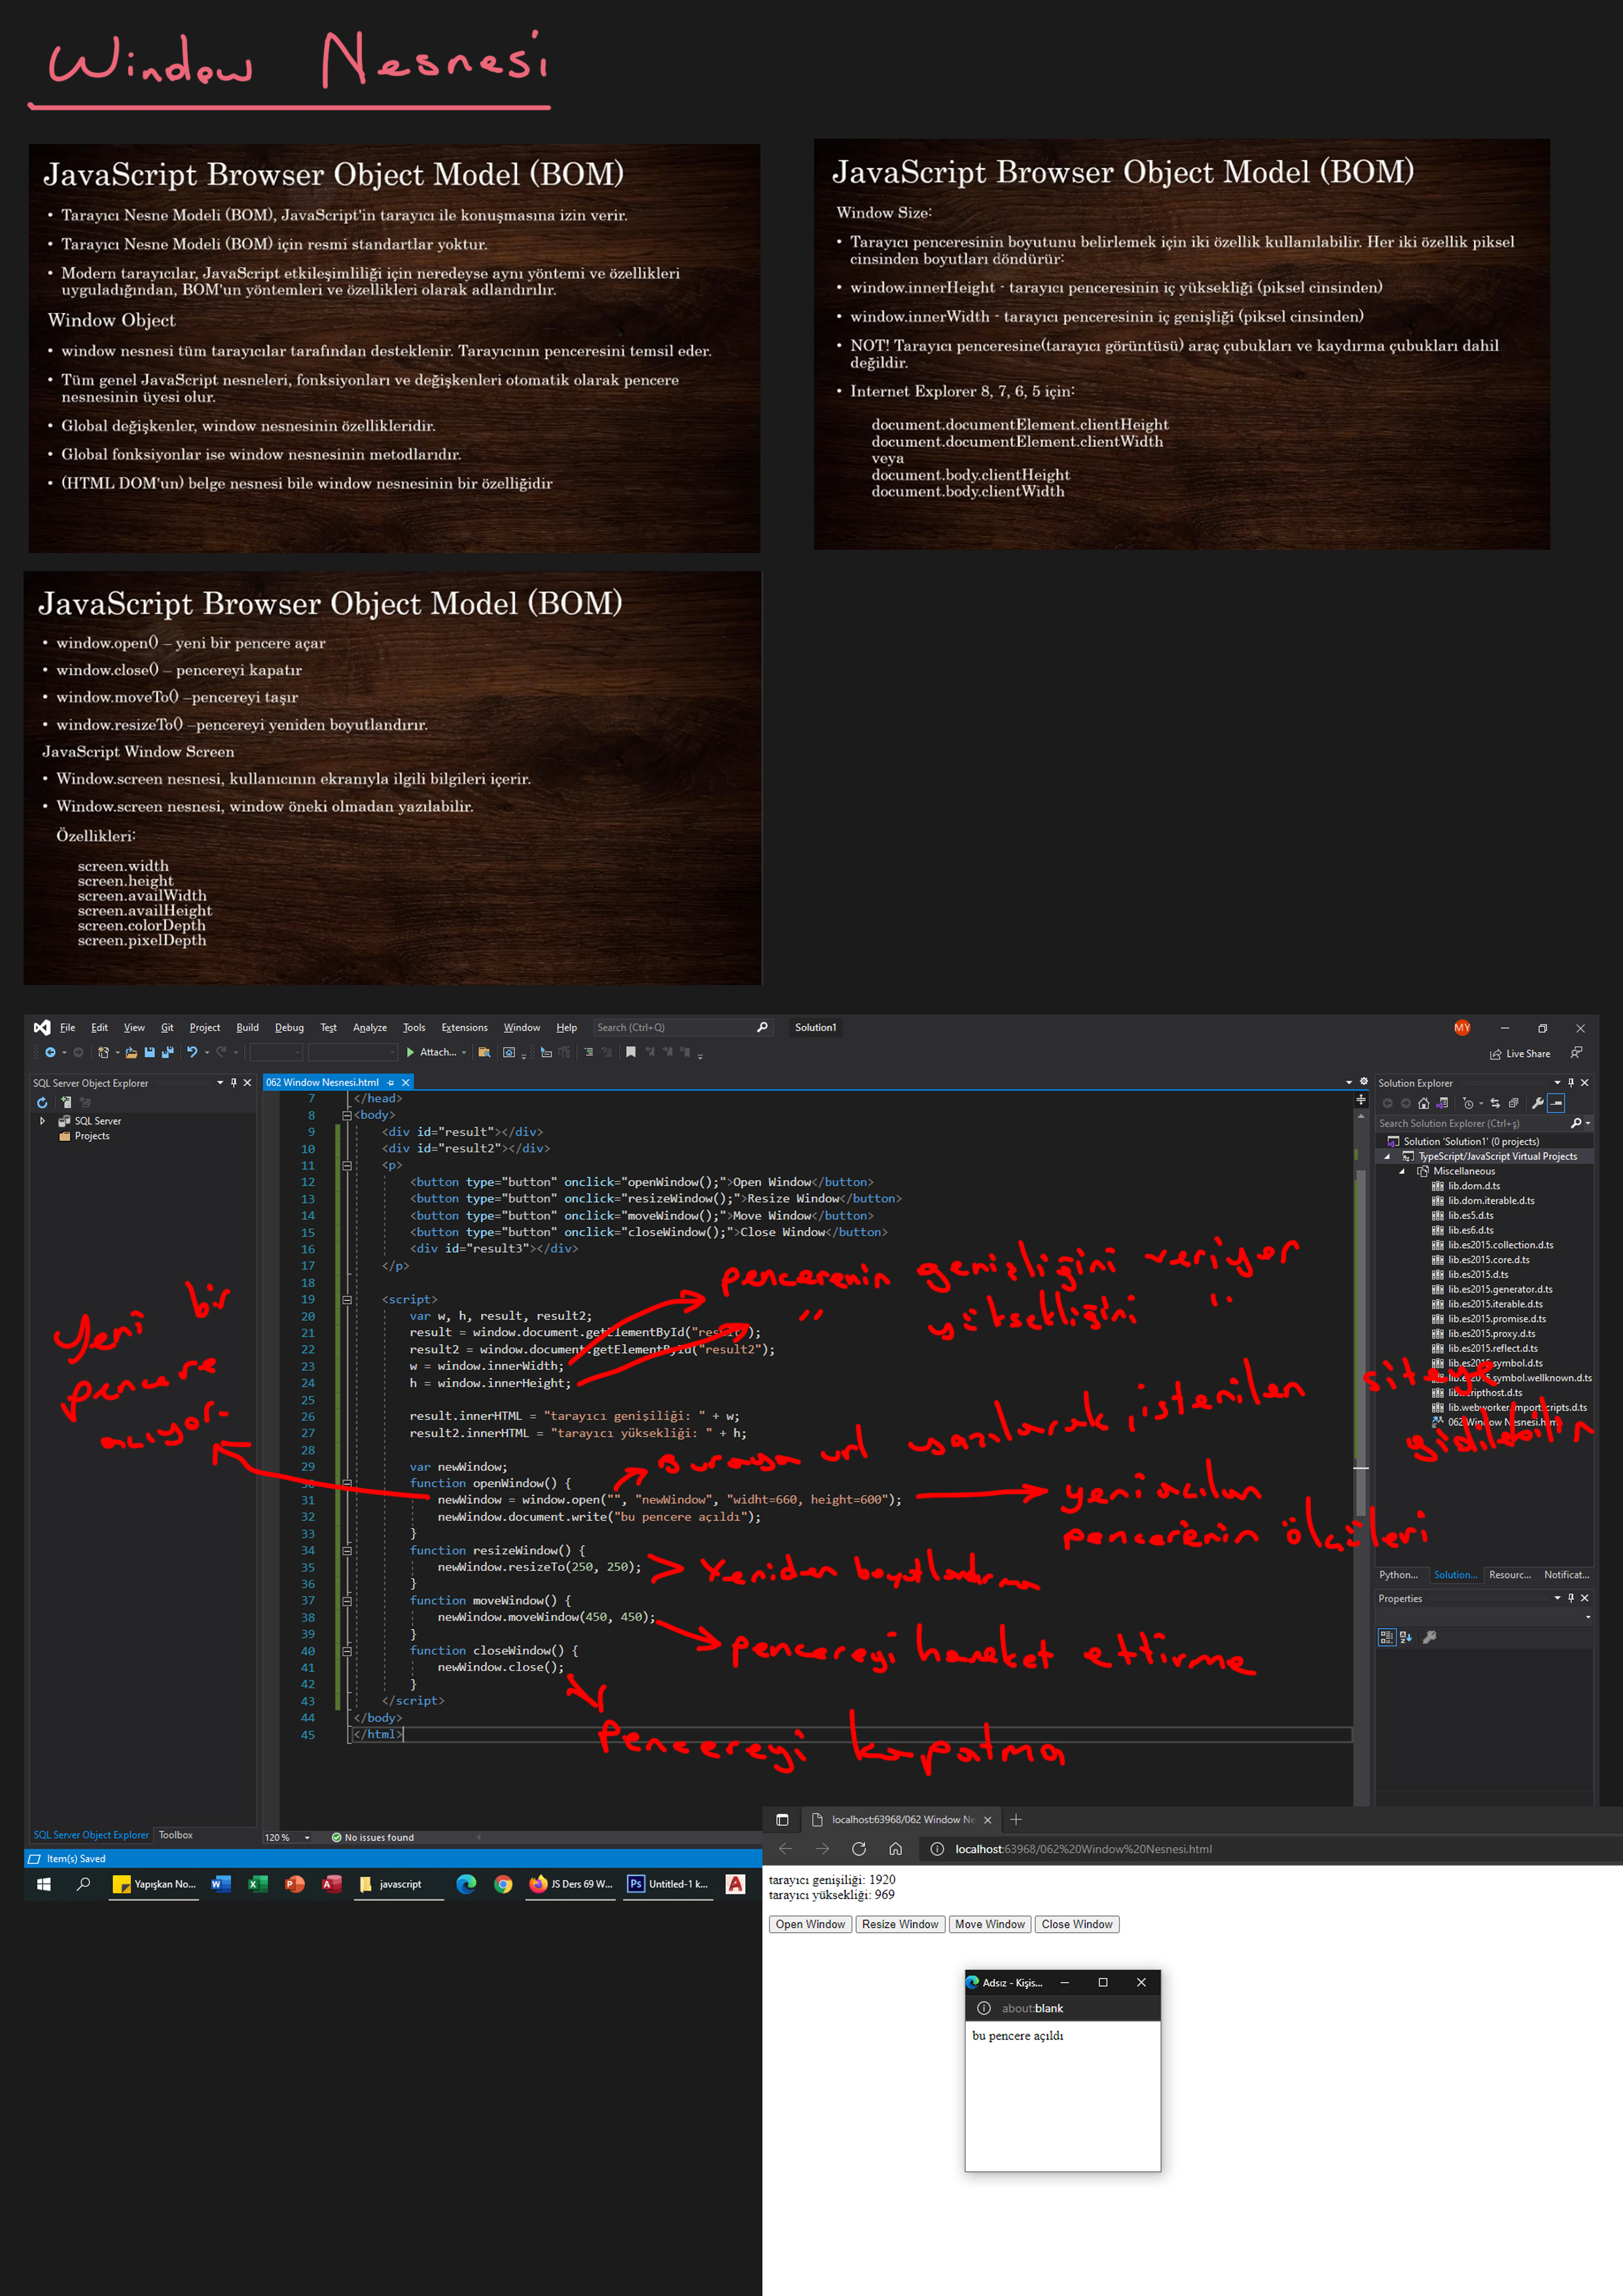 Window Nesnesi
JavaScript Browser Object Model (BOM)
• Tarayıcı Nesne Modeli (BOM), JavaScript'in tarayıcı ile konuşmasına izin verir.
• Tarayıcı Nesne Modeli (BOM) için resmi standartlar yoktur.
• Modern tarayıcılar, JavaScript etkileşimliliği için neredeyse aynı yöntemi ve özellikleri
uyguladığından, BOM'un yöntemleri ve özellikleri olarak adlandırılır.
Window Object
• window nesnesi tüm tarayıcılar tarafından desteklenir. Tarayıcının penceresini temsil eder.
• Tüm genel JavaScript nesneleri, fonksiyonları ve değişkenleri otomatik olarak pencere
nesnesinin üyesi olur.
• Global değişkenler, window nesnesinin özellikleridir.
• Global fonksiyonlar ise window nesnesinin metodlarıdır.
• (HTML DOM'un) belge nesnesi bile window nesnesinin bir özelliğidir
JavaScript Browser Object Model (BOM)
Window Size:
• Tarayıcı penceresinin boyutunu belirlemek için iki özellik kullanılabilir. Her iki özellik piksel
cinsinden boyutları döndürür:
• window.innerHeight - tarayıcı penceresinin iç yüksekliği (piksel cinsinden)
• window.innerWidth - tarayıcı penceresinin iç genişliği (piksel cinsinden)
• NOT! Tarayıcı penceresine(tarayıcı görüntüsü) araç çubukları ve kaydırma çubukları dahil
değildir.
• Internet Explorer 8, 7, 6, 5 için:
document.documentElement.clientHeight
document.documentElement.clientWidth
veya
document.body.clientHeight
document.body.clientWidth
JavaScript Browser Object Model (BOM)
• window.open() – yeni bir pencere açar
• window.close() – pencereyi kapatır
• window.moveTo() –pencereyi taşır
• window.resizeTo() –pencereyi yeniden boyutlandırır.
JavaScript Window Screen
• Window.screen nesnesi, kullanıcının ekranıyla ilgili bilgileri içerir.
• Window.screen nesnesi, window öneki olmadan yazılabilir.
Özellikleri:
screen.width
screen.height
screen.availWidth
screen.availHeight
screen.colorDepth
screen.pixelDepth
File Edit View Git Project Build Debug Test Analyze Tools Extensions Window Help Search (Ctrl+Q) Solution1 MY
Attach... Live Share
SQL Server Object Explorer
SQL Server
Projects
062 Window Nesnesi.html
7 </head>
8 <body>
9 <div id="result"></div>
10 <div id="result2"></div>
11 <p>
12 <button type="button" onclick="openWindow();">Open Window</button>
13 <button type="button" onclick="resizeWindow();">Resize Window</button>
14 <button type="button" onclick="moveWindow();">Move Window</button>
15 <button type="button" onclick="closeWindow();">Close Window</button>
16 <div id="result3"></div>
17 </p>
18
19 <script>
20 var w, h, result, result2;
21 result = window.document.getElementById("result");
22 result2 = window.document.getElementById("result2");
23 w = window.innerWidth;
24 h = window.innerHeight;
25
26 result.innerHTML = "tarayıcı genişiliği: " + w;
27 result2.innerHTML = "tarayıcı yüksekliği: " + h;
28
29 var newWindow;
30 function openWindow() {
31 newWindow = window.open("", "newWindow", "widht=660, height=600");
32 newWindow.document.write("bu pencere açıldı");
33 }
34 function resizeWindow() {
35 newWindow.resizeTo(250, 250);
36 }
37 function moveWindow() {
38 newWindow.moveWindow(450, 450);
39 }
40 function closeWindow() {
41 newWindow.close();
42 }
43 </script>
44 </body>
45 </html>
pencerenin genişliğini veriyor
" yüksekliğini "
Yeni bir
pencere
açıyor.
Buraya url yazılarak istenilen siteye
gidilebilir
yeni açılan
pencerenin ölçüleri
Yeniden boyutlandırma
pencereyi hareket ettirme
Pencereyi kapatma
Solution Explorer
Search Solution Explorer (Ctrl+ş)
Solution 'Solution1' (0 projects)
TypeScript/JavaScript Virtual Projects
Miscellaneous
lib.dom.d.ts
lib.dom.iterable.d.ts
lib.es5.d.ts
lib.es6.d.ts
lib.es2015.collection.d.ts
lib.es2015.core.d.ts
lib.es2015.d.ts
lib.es2015.generator.d.ts
lib.es2015.iterable.d.ts
lib.es2015.promise.d.ts
lib.es2015.proxy.d.ts
lib.es2015.reflect.d.ts
lib.es2015.symbol.d.ts
lib.es2015.symbol.wellknown.d.ts
lib.scripthost.d.ts
lib.webworker.importscripts.d.ts
062 Window Nesnesi.html
Python... Solution... Resourc... Notificat...
Properties
SQL Server Object Explorer Toolbox
120 % No issues found
Item(s) Saved
Yapışkan No... javascript JS Ders 69 W... Untitled-1 k...
localhost:63968/062 Window Ne
localhost:63968/062%20Window%20Nesnesi.html
tarayıcı genişiliği: 1920
tarayıcı yüksekliği: 969
Open Window Resize Window Move Window Close Window
Adsız - Kişis...
about:blank
bu pencere açıldı